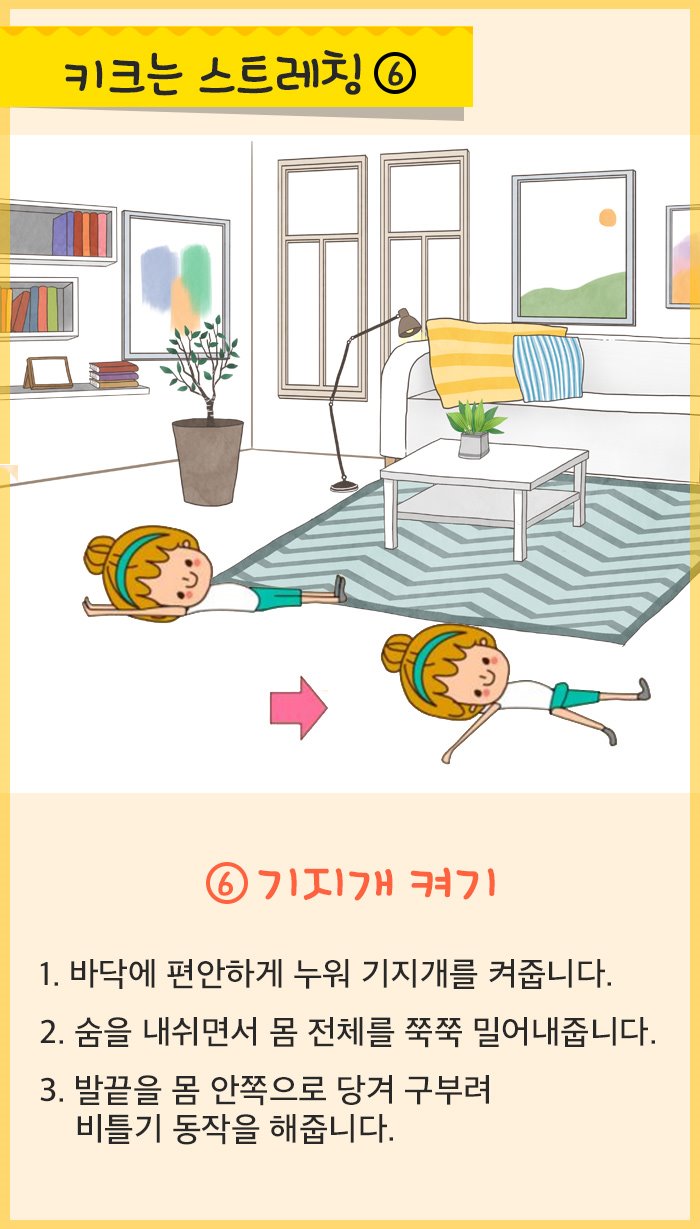 키크는 스트레칭 ⑥
⑥ 기지개 켜기
1. 바닥에 편안하게 누워 기지개를 켜줍니다.
2. 숨을 내쉬면서 몸 전체를 쭉쭉 밀어내줍니다.
3. 발끝을 몸 안쪽으로 당겨 구부려
비틀기 동작을 해줍니다.